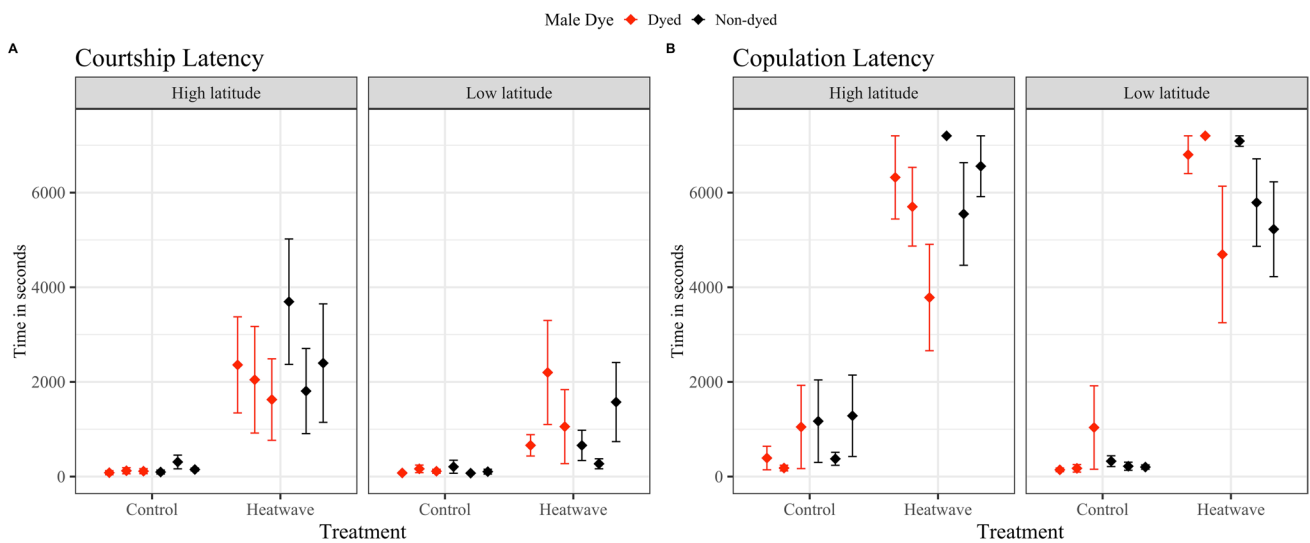 Male Dye Dyed Non-dyed
A B
Courtship Latency Copulation Latency
High latitude Low latitude High latitude Low latitude
6000 6000
4000 4000
2000 2000
0 0
Time in seconds Time in seconds
Control Heatwave Control Heatwave Control Heatwave Control Heatwave
Treatment Treatment